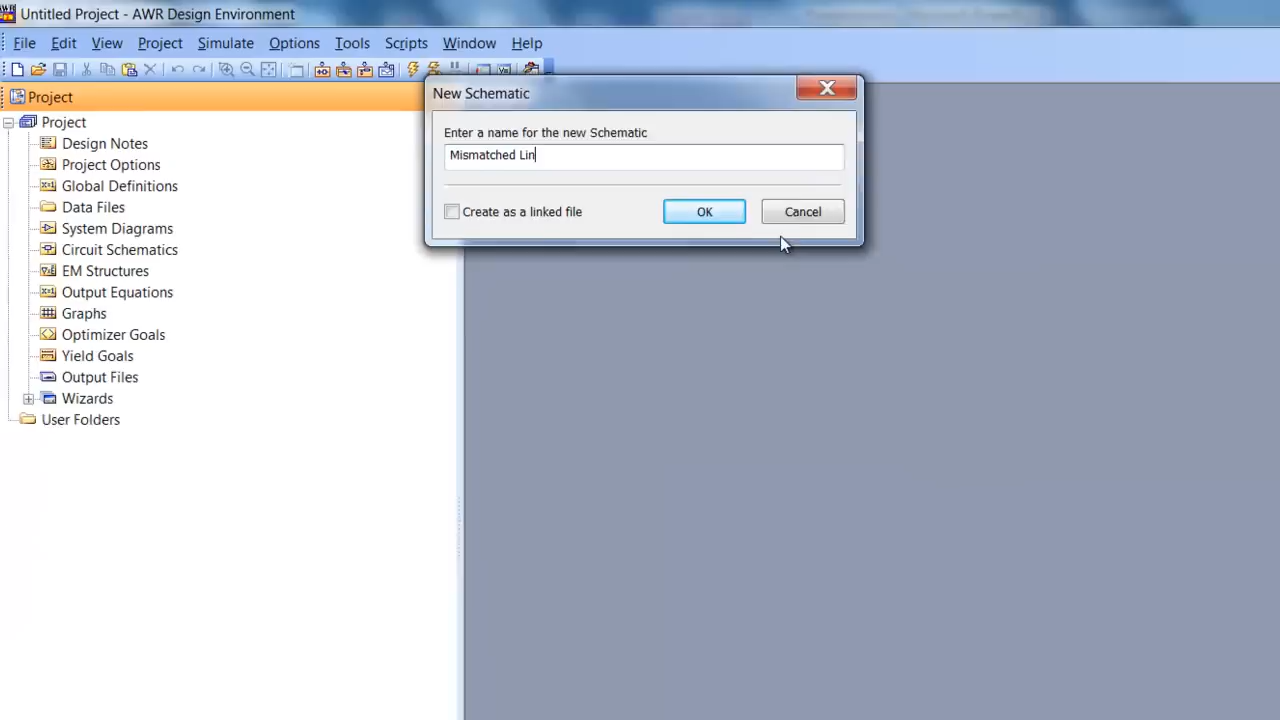 Untitled Project - AWR Design Environment
File Edit View Project Simulate Options Tools Scripts Window Help
Project
Project
Design Notes
Project Options
Global Definitions
Data Files
System Diagrams
Circuit Schematics
EM Structures
Output Equations
Graphs
Optimizer Goals
Yield Goals
Output Files
Wizards
User Folders
New Schematic
Enter a name for the new Schematic
Mismatched Lin
Create as a linked file
OK
Cancel